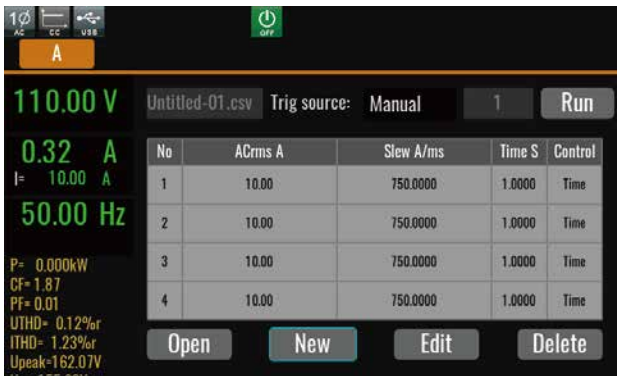 1Ø
AC
CC
USB
OFF
A
110.00 V
Untitled-01.csv Trig source: Manual 1 Run
0.32 A
I= 10.00 A
50.00 Hz
No ACrms A Slew A/ms Time S Control
1 10.00 750.0000 1.0000 Time
2 10.00 750.0000 1.0000 Time
3 10.00 750.0000 1.0000 Time
4 10.00 750.0000 1.0000 Time
P= 0.000kW
CF= 1.87
PF= 0.01
UTHD= 0.12%r
ITHD= 1.23%r
Upeak=162.07V
Open New Edit Delete